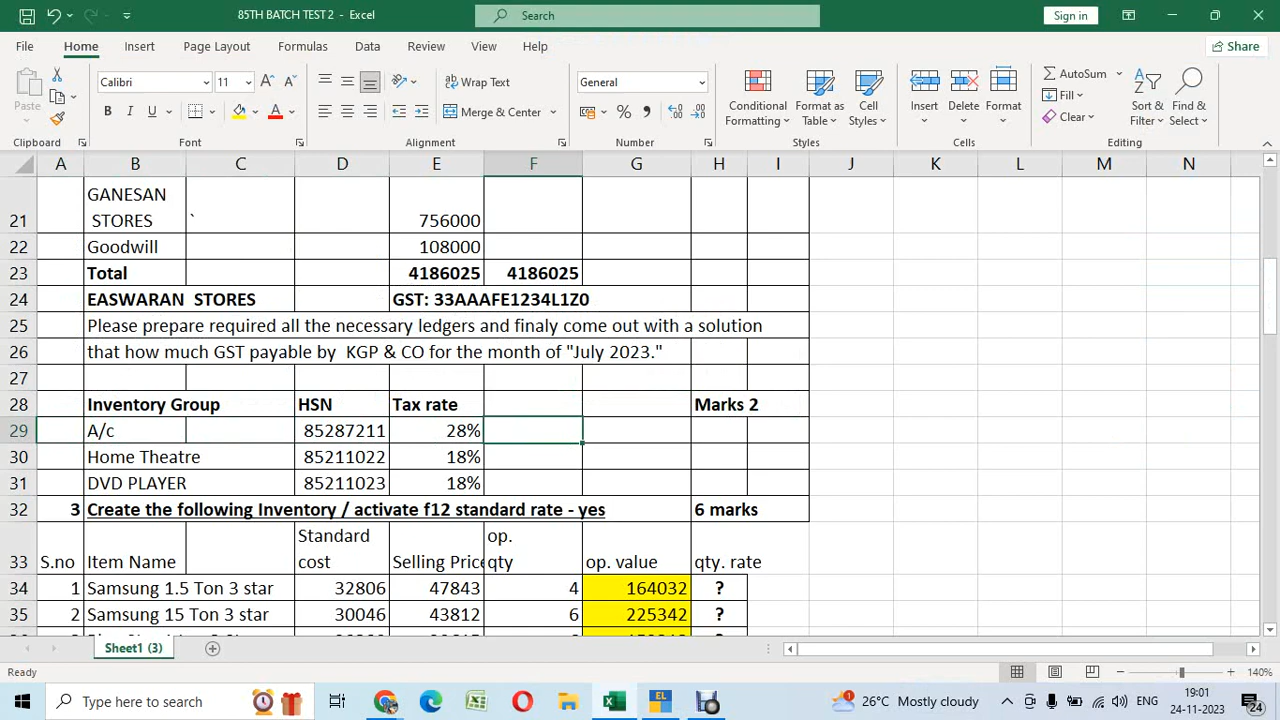 85TH BATCH TEST 2 - Excel
Search
Sign in
File Home Insert Page Layout Formulas Data Review View Help
Share
Paste
Calibri 11
Wrap Text
General
Merge & Center
Conditional Formatting
Format as Table
Cell Styles
Insert
Delete
Format
AutoSum
Fill
Clear
Sort & Filter
Find & Select
Clipboard Font Alignment Number Styles Cells Editing
A B C D E F G H I J K L M N
GANESAN
21 STORES ` 756000
22 Goodwill 108000
23 Total 4186025 4186025
24 EASWARAN STORES GST: 33AAAFE1234L1Z0
25 Please prepare required all the necessary ledgers and finaly come out with a solution
26 that how much GST payable by KGP & CO for the month of "July 2023."
27
28 Inventory Group HSN Tax rate Marks 2
29 A/c 85287211 28%
30 Home Theatre 85211022 18%
31 DVD PLAYER 85211023 18%
32 3 Create the following Inventory / activate f12 standard rate - yes 6 marks
Standard op.
33 S.no Item Name cost Selling Price qty op. value qty. rate
34 1 Samsung 1.5 Ton 3 star 32806 47843 4 164032 ?
35 2 Samsung 15 Ton 3 star 30046 43812 6 225342 ?
Sheet1 (3)
Ready
140%
Type here to search
26°C Mostly cloudy
ENG
19:01
24-11-2023
24